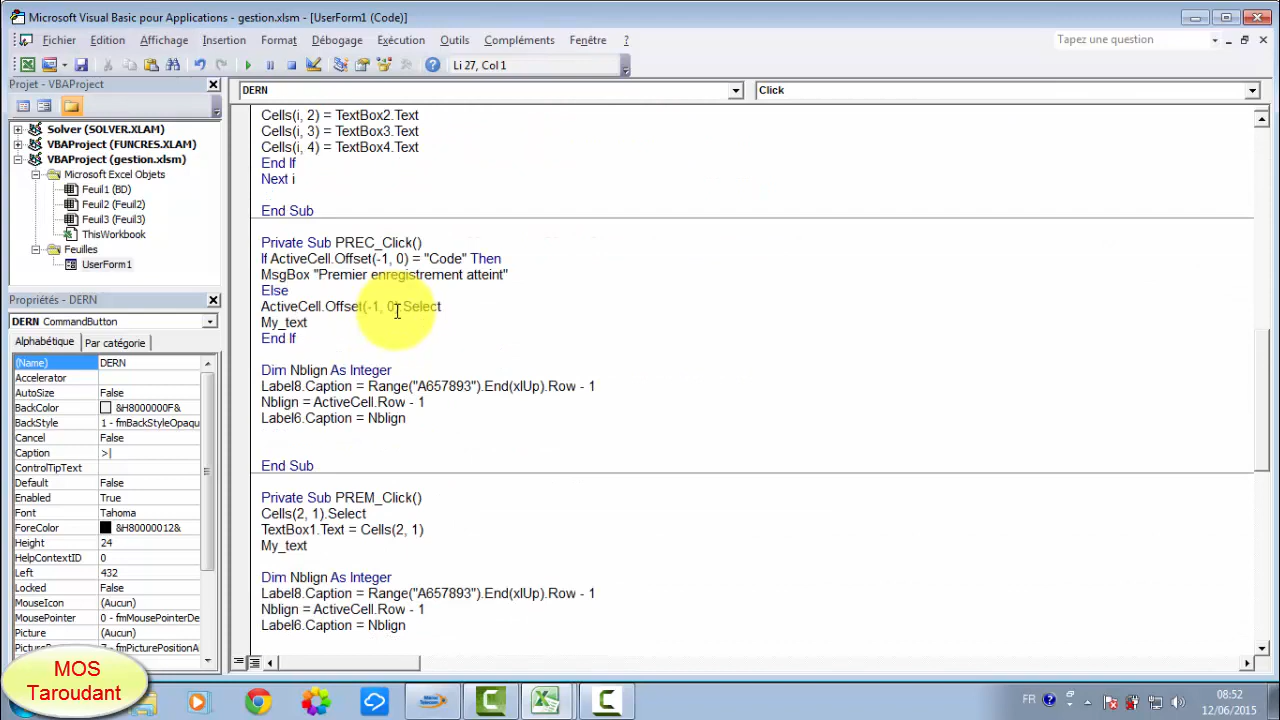 Microsoft Visual Basic pour Applications - gestion.xlsm - [UserForm1 (Code)]
Fichier Edition Affichage Insertion Format Débogage Exécution Outils Compléments Fenêtre ? Tapez une question
Li 27, Col 1
Projet - VBAProject
DERN Click
Solver (SOLVER.XLAM)
VBAProject (FUNCRES.XLAM)
VBAProject (gestion.xlsm)
Microsoft Excel Objets
Feuil1 (BD)
Feuil2 (Feuil2)
Feuil3 (Feuil3)
ThisWorkbook
Feuilles
UserForm1
Propriétés - DERN
DERN CommandButton
Alphabétique Par catégorie
(Name) DERN
Accelerator
AutoSize False
BackColor &H8000000F&
BackStyle 1 - fmBackStyleOpaqu
Cancel False
Caption >|
ControlTipText
Default False
Enabled True
Font Tahoma
ForeColor &H80000012&
Height 24
HelpContextID 0
Left 432
Locked False
MouseIcon (Aucun)
MousePointer 0 - fmMousePointerDe
Picture (Aucun)
fmPicturePositionA
Cells(i, 2) = TextBox2.Text
Cells(i, 3) = TextBox3.Text
Cells(i, 4) = TextBox4.Text
End If
Next i
End Sub
Private Sub PREC_Click()
If ActiveCell.Offset(-1, 0) = "Code" Then
MsgBox "Premier enregistrement atteint"
Else
ActiveCell.Offset(-1, 0).Select
My_text
End If
Dim Nblign As Integer
Label8.Caption = Range("A657893").End(xlUp).Row - 1
Nblign = ActiveCell.Row - 1
Label6.Caption = Nblign
End Sub
Private Sub PREM_Click()
Cells(2, 1).Select
TextBox1.Text = Cells(2, 1)
My_text
Dim Nblign As Integer
Label8.Caption = Range("A657893").End(xlUp).Row - 1
Nblign = ActiveCell.Row - 1
Label6.Caption = Nblign
MOS
Taroudant
FR
08:52
12/06/2015